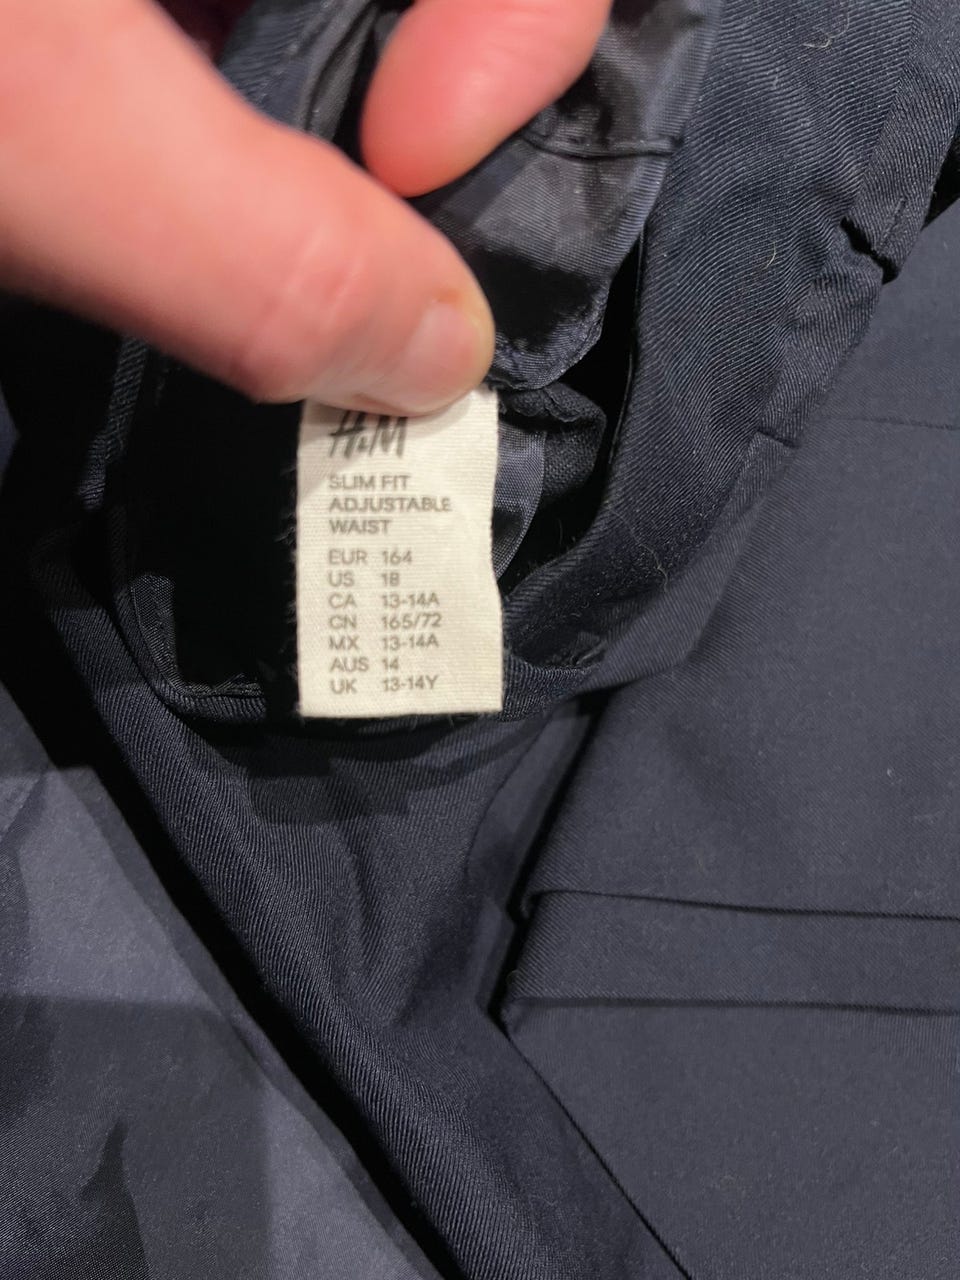 H&M
SLIM FIT
ADJUSTABLE
WAIST
EUR 164
US 18
CA 13-14A
CN 165/72
MX 13-14A
AUS 14
UK 13-14Y